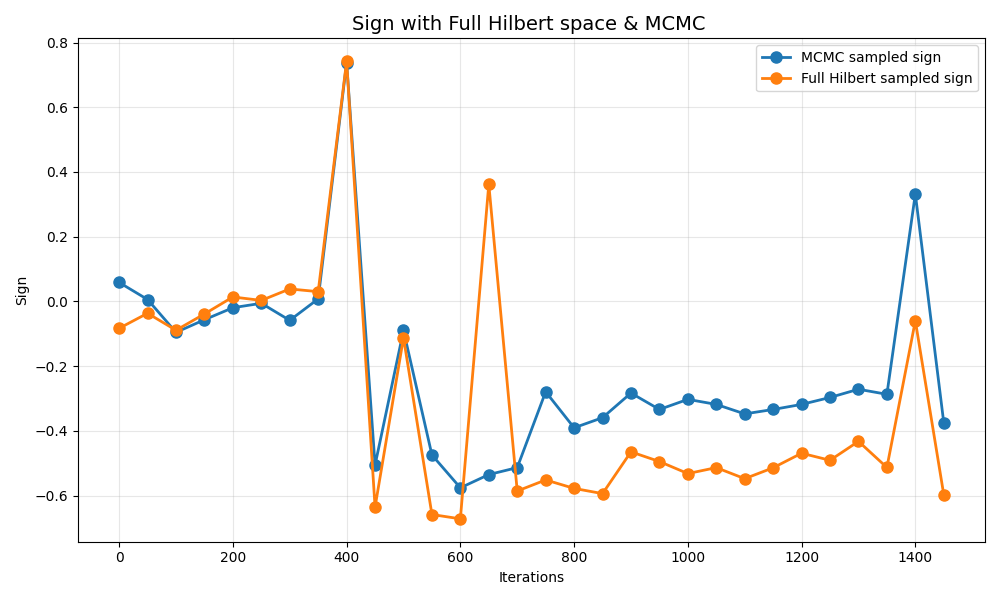 Sign with Full Hilbert space & MCMC
MCMC sampled sign
Full Hilbert sampled sign
Sign
0.8
0.6
0.4
0.2
0.0
−0.2
−0.4
−0.6
0 200 400 600 800 1000 1200 1400
Iterations